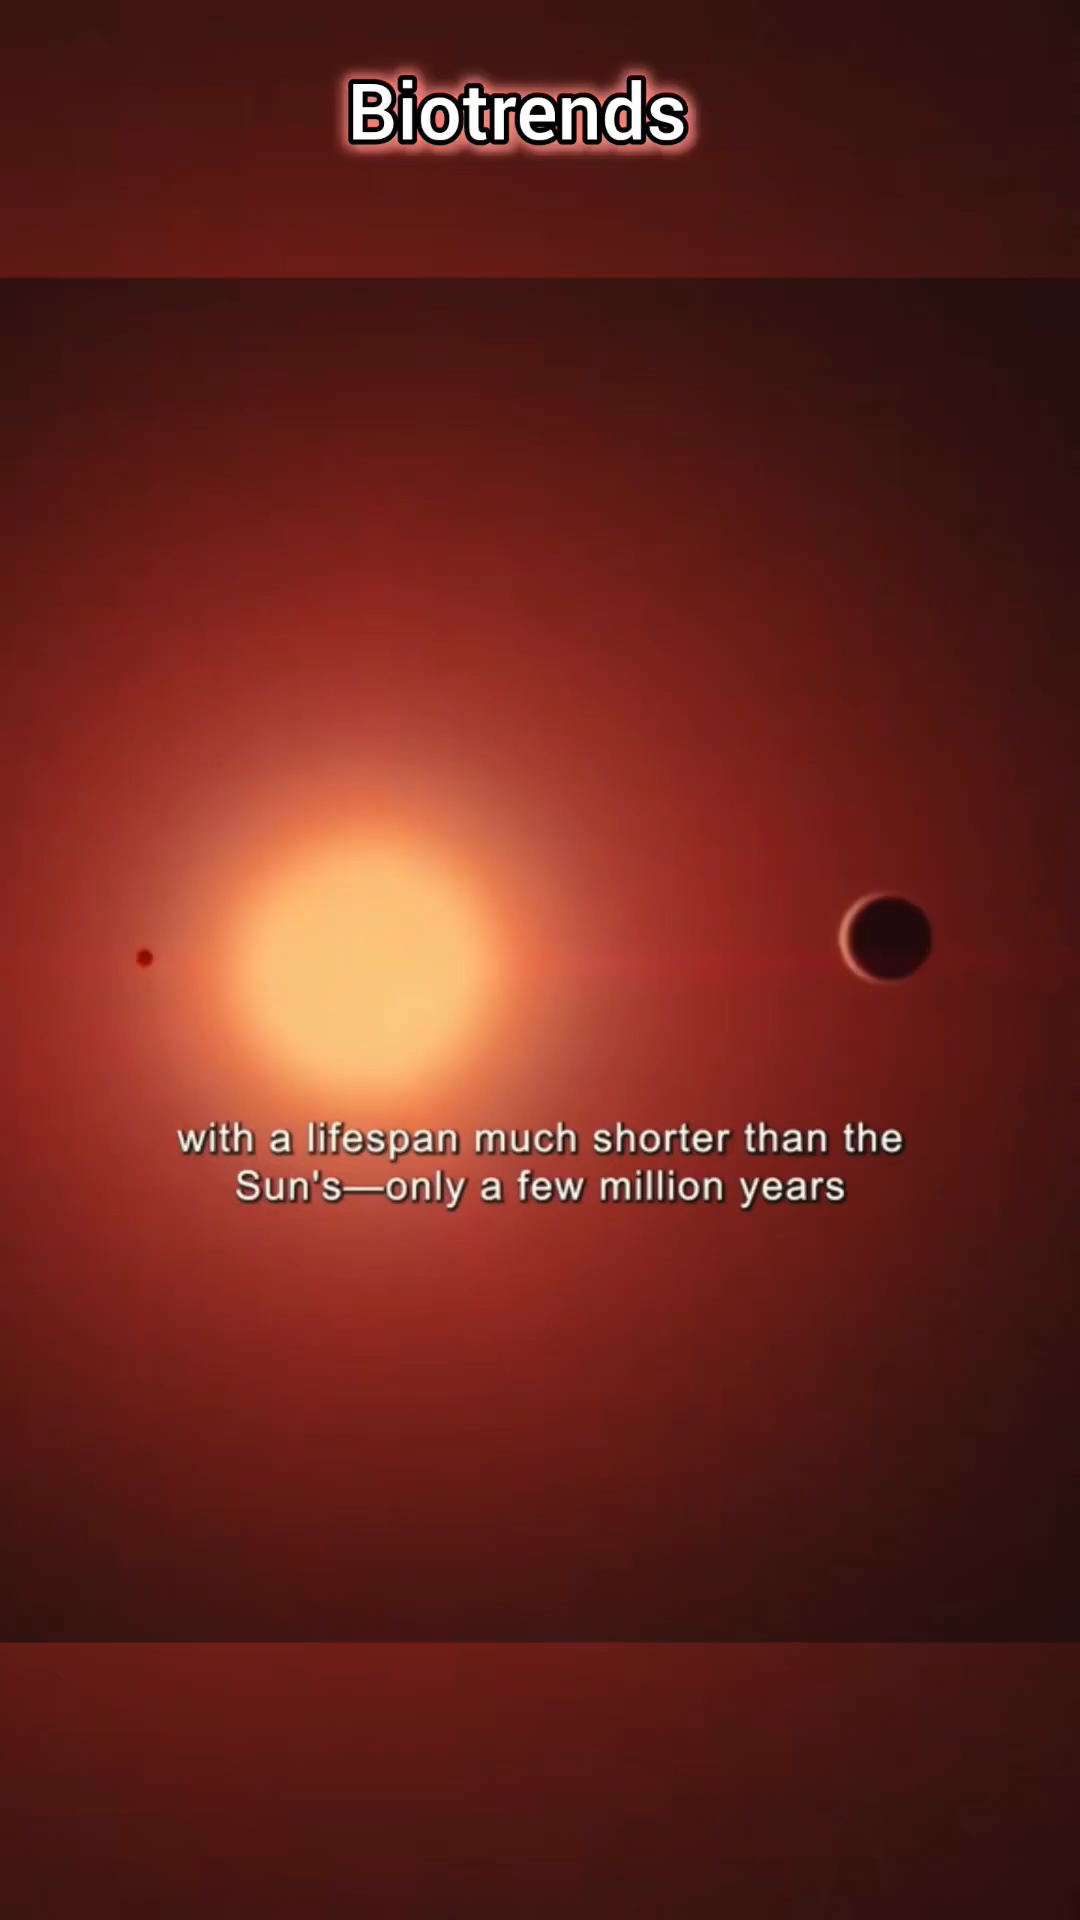 Biotrends
with a lifespan much shorter than the
Sun's—only a few million years